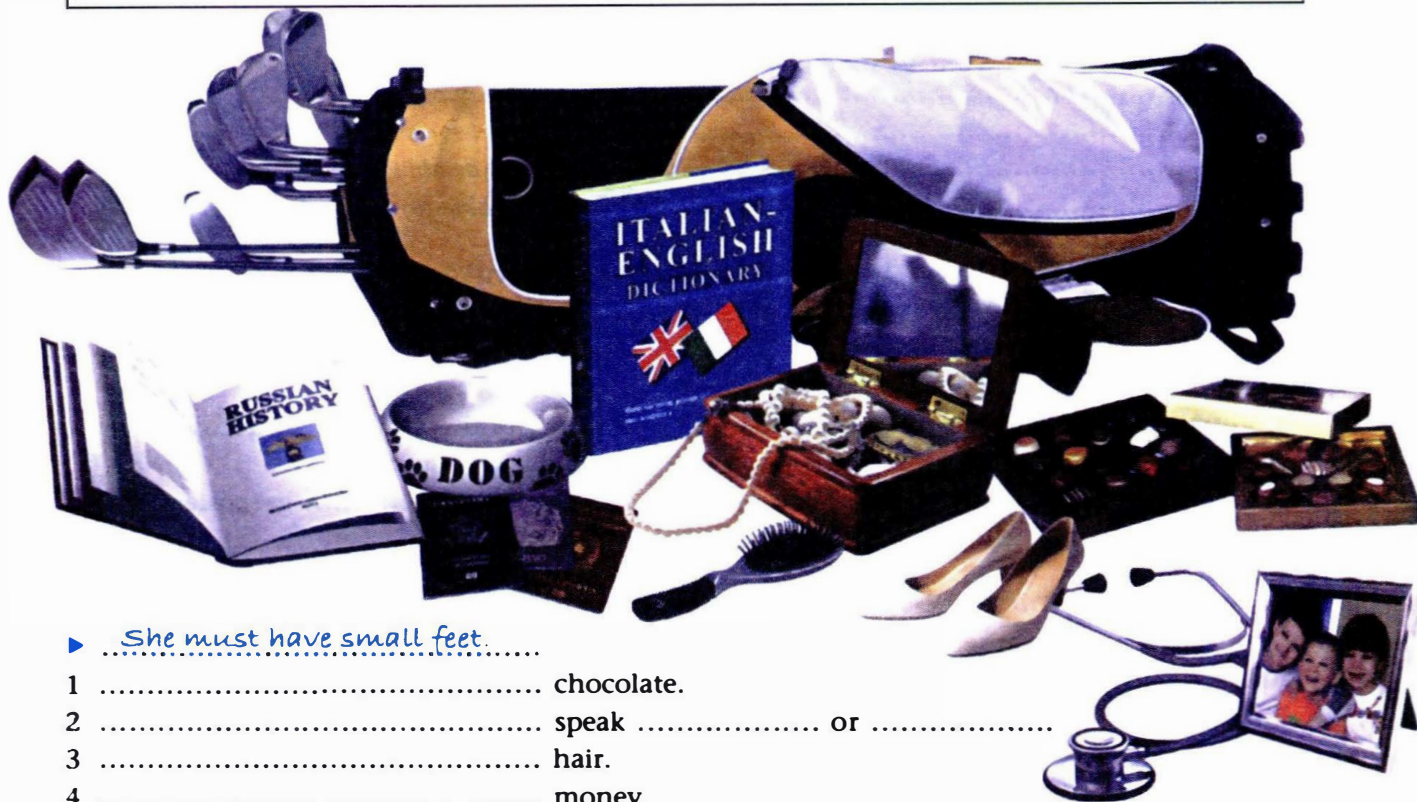 ITALIAN-
ENGLISH
DICTIONARY
RUSSIAN
HISTORY
DOG
▶ She must have small feet.
1 ........................................ chocolate.
2 ........................................ speak .................. or ..................
3 ........................................ hair.
4 ........................................ money